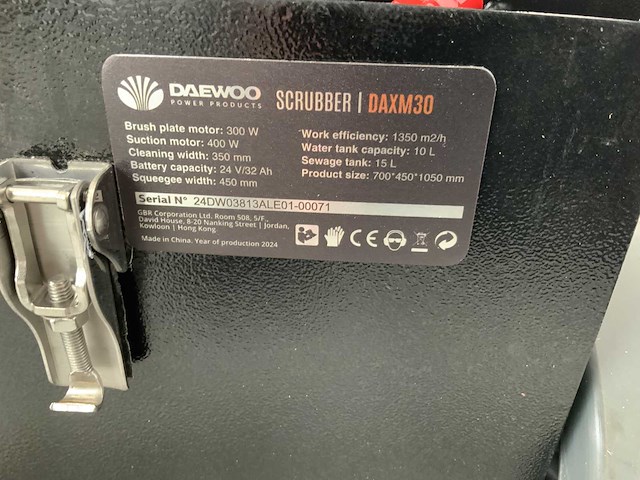 DAEWOO
POWER PRODUCTS
SCRUBBER | DAXM30
Brush plate motor: 300 W
Suction motor: 400 W
Cleaning width: 350 mm
Battery capacity: 24 V/32 Ah
Squeegee width: 450 mm
Work efficiency: 1350 m2/h
Water tank capacity: 10 L
Sewage tank: 15 L
Product size: 700*450*1050 mm
Serial N° 24DW03813ALE01-00071
GBR Corporation Ltd. Room 508, 5/F.,
David House, 8-20 Nanking Street | Jordan,
Kowloon | Hong Kong
Made in China. Year of production 2024
CE